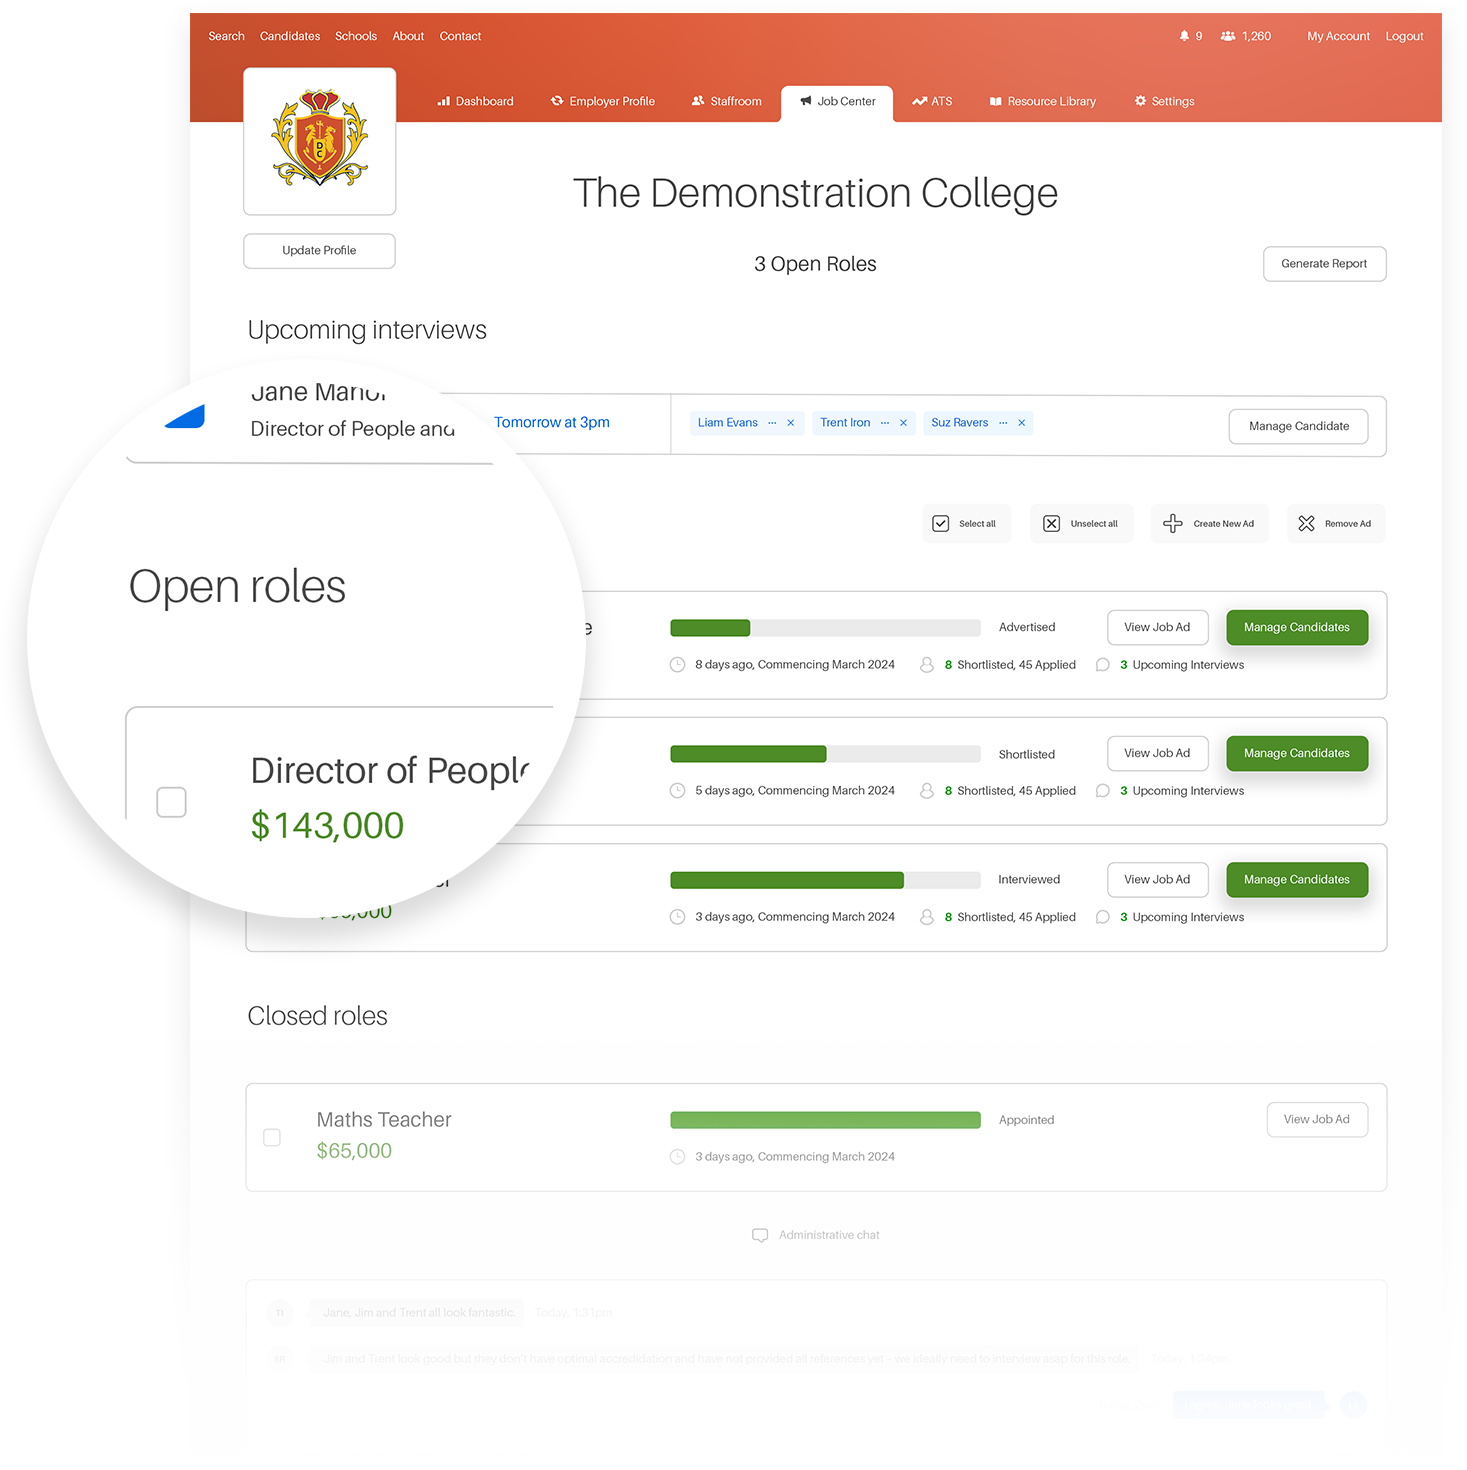 Search Candidates Schools About Contact
9 1,260 My Account Logout
Dashboard Employer Profile Staffroom Job Center ATS Resource Library Settings
DC
The Demonstration College
Update Profile
3 Open Roles
Generate Report
Upcoming interviews
Jane Manor
Director of People and
Tomorrow at 3pm
Liam Evans ··· × Trent Iron ··· × Suz Ravers ··· ×
Manage Candidate
Select all Unselect all Create New Ad Remove Ad
Open roles
Advertised View Job Ad Manage Candidates
8 days ago, Commencing March 2024 8 Shortlisted, 45 Applied 3 Upcoming Interviews
Director of People
$143,000
Shortlisted View Job Ad Manage Candidates
5 days ago, Commencing March 2024 8 Shortlisted, 45 Applied 3 Upcoming Interviews
Interviewed View Job Ad Manage Candidates
3 days ago, Commencing March 2024 8 Shortlisted, 45 Applied 3 Upcoming Interviews
Closed roles
Maths Teacher
$65,000
Appointed
View Job Ad
3 days ago, Commencing March 2024
Administrative chat
TI Jane, Jim and Trent all look fantastic. Today, 1:31pm
Jim and Trent look good but they don't have optimal accredidation and have not provided all references yet - we ideally need to interview asap for this role